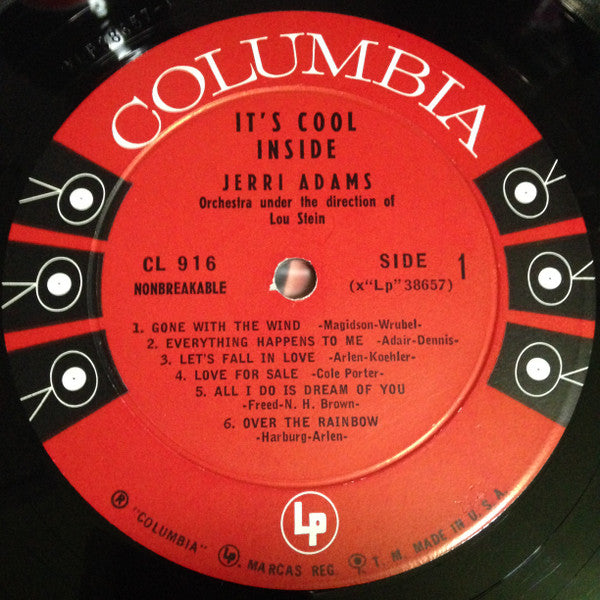 COLUMBIA
IT'S COOL
INSIDE
JERRI ADAMS
Orchestra under the direction of
Lou Stein
CL 916
NONBREAKABLE
SIDE 1
(x"Lp"38657)
1. GONE WITH THE WIND -Magidson-Wrubel-
2. EVERYTHING HAPPENS TO ME -Adair-Dennis-
3. LET'S FALL IN LOVE -Arlen-Koehler-
4. LOVE FOR SALE -Cole Porter-
5. ALL I DO IS DREAM OF YOU
-Freed-N. H. Brown-
6. OVER THE RAINBOW
-Harburg-Arlen-
Lp
® "COLUMBIA" Lp MARCAS REG. T. M. MADE IN U. S. A.